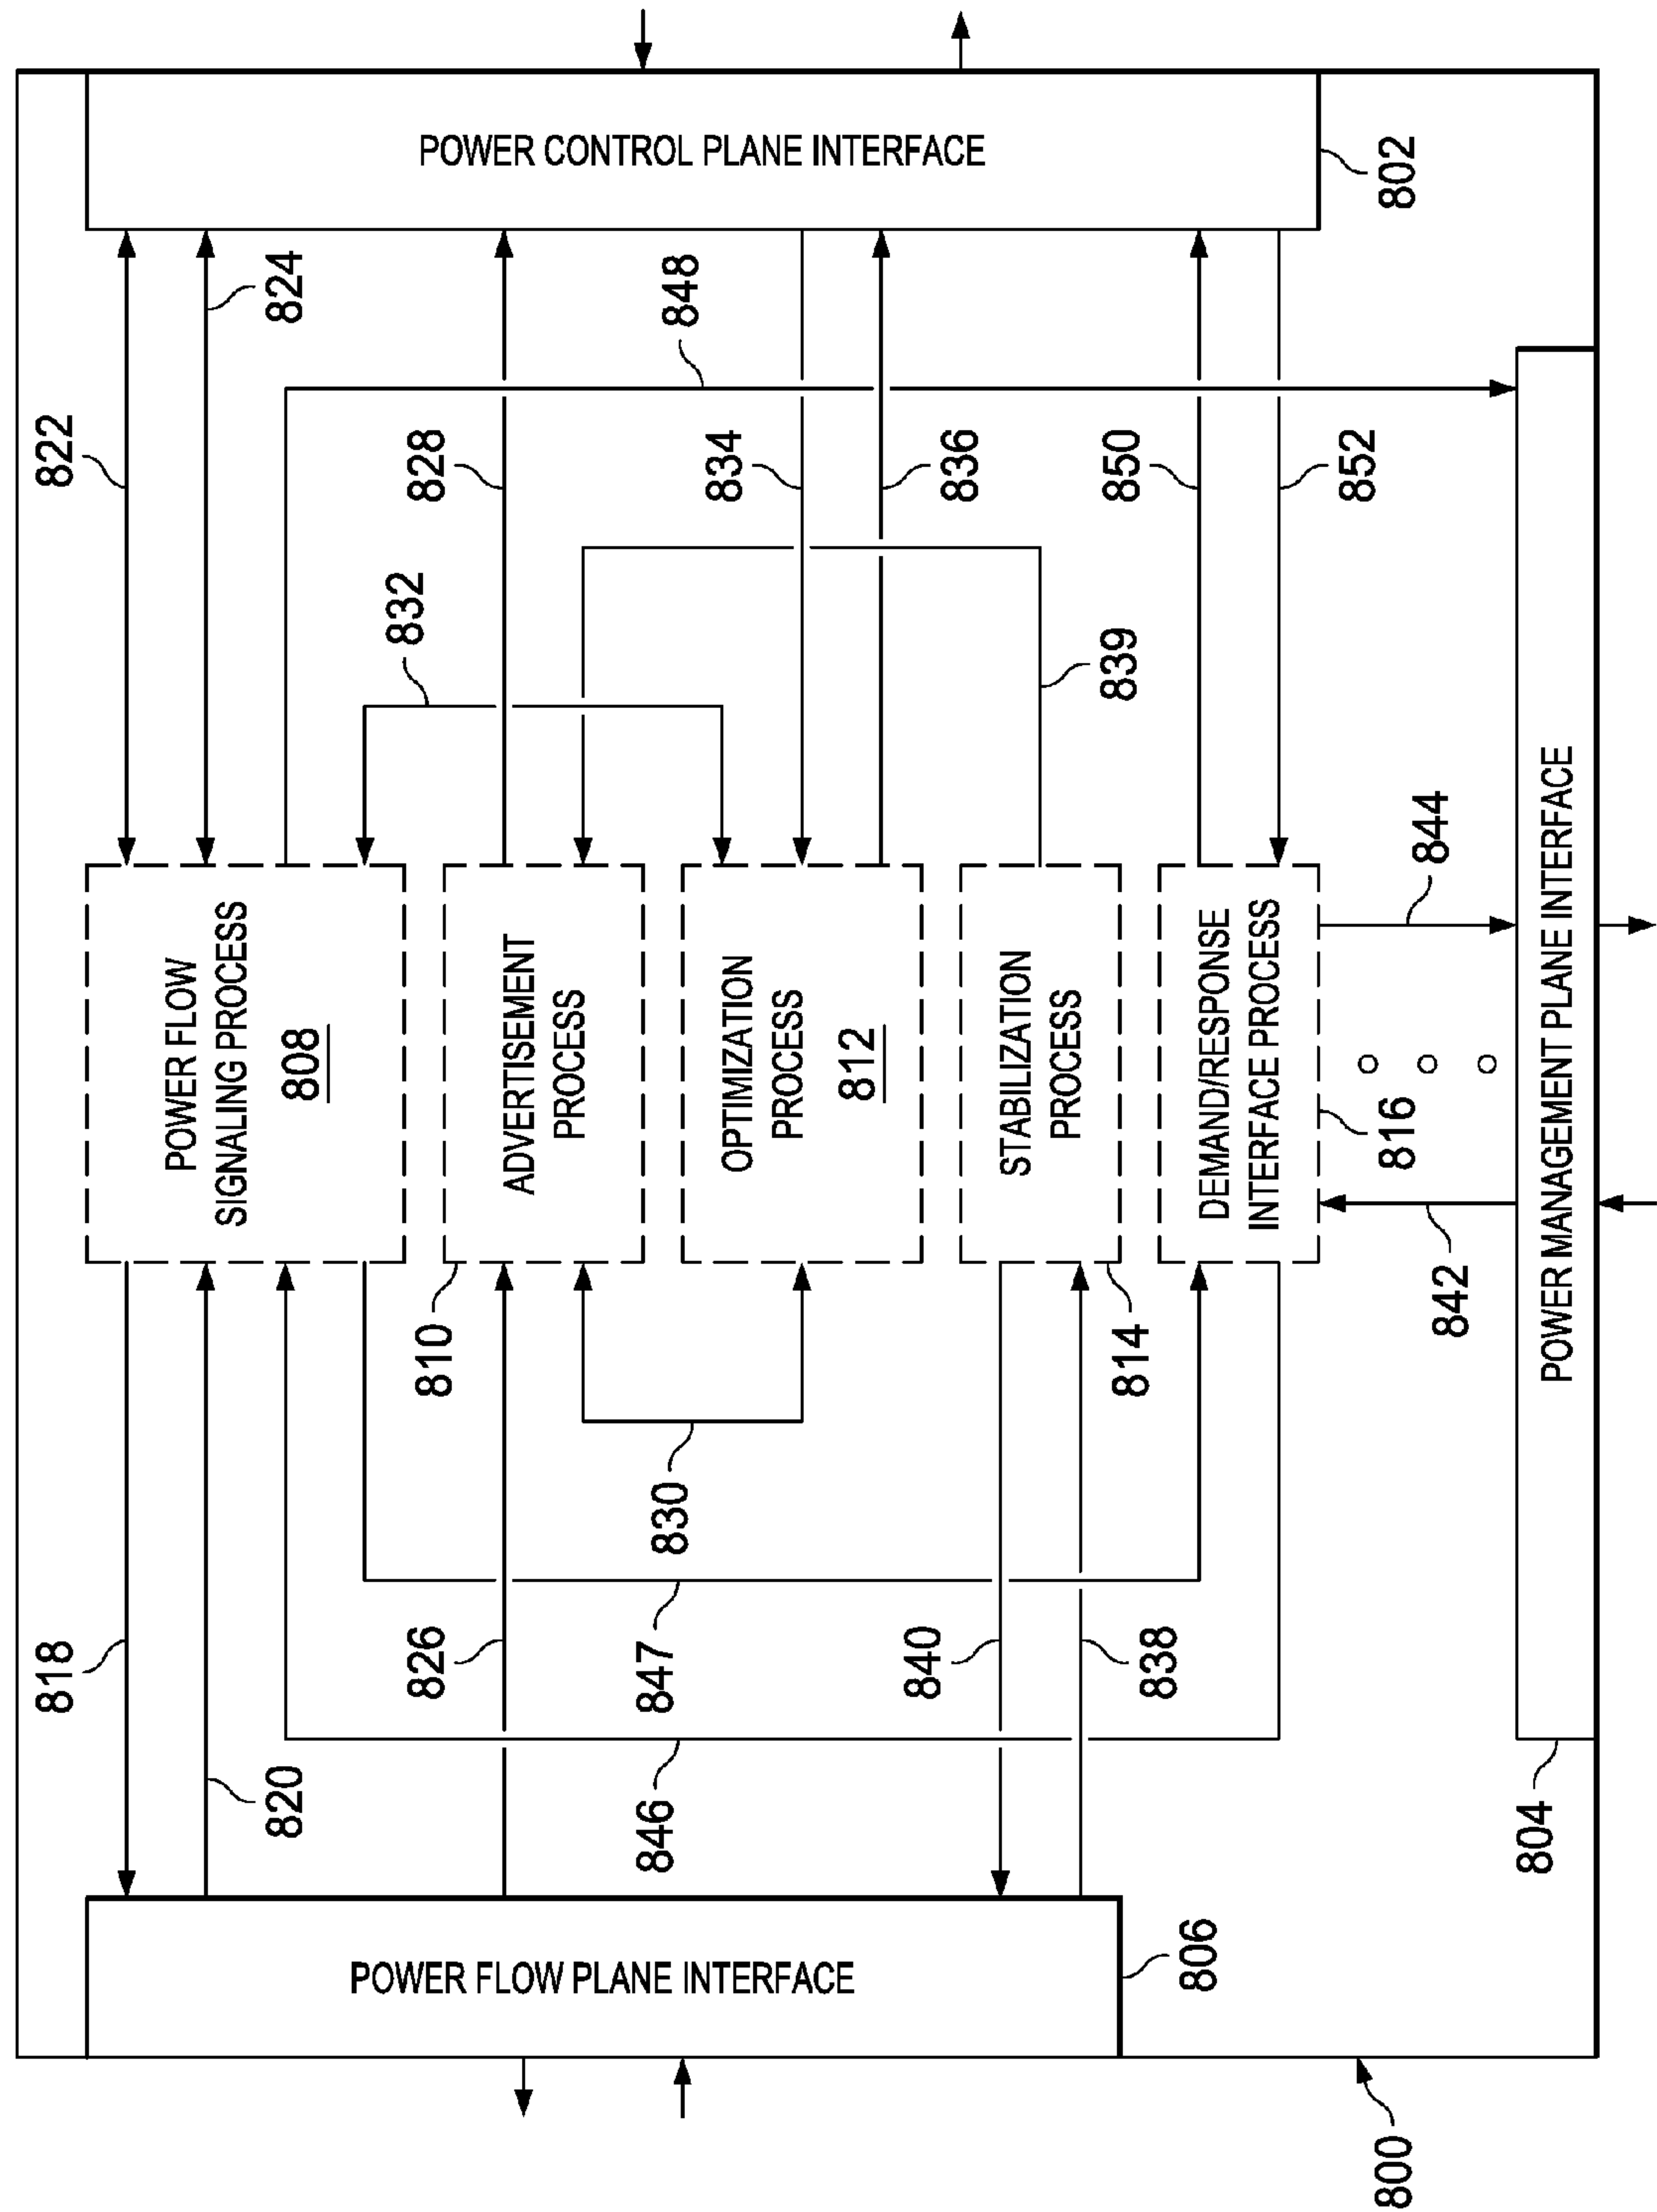 POWER CONTROL PLANE INTERFACE
802
822
824
848
828
834
836
850
852
832
839
POWER FLOW
SIGNALING PROCESS
808
ADVERTISEMENT
PROCESS
810
OPTIMIZATION
PROCESS
812
STABILIZATION
PROCESS
814
DEMAND/RESPONSE
INTERFACE PROCESS
816
844
842
POWER MANAGEMENT PLANE INTERFACE
804
830
818
820
826
847
846
840
838
POWER FLOW PLANE INTERFACE
806
800